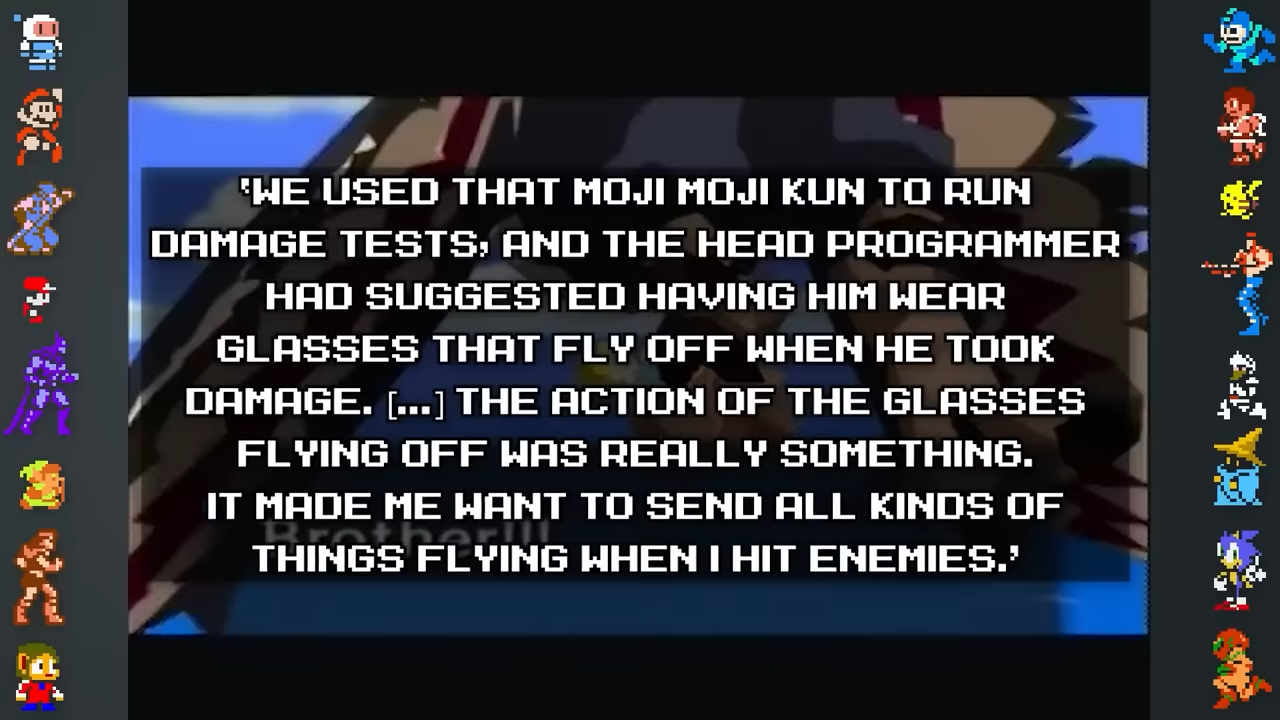 'WE USED THAT MOJI MOJI KUN TO RUN
DAMAGE TESTS, AND THE HEAD PROGRAMMER
HAD SUGGESTED HAVING HIM WEAR
GLASSES THAT FLY OFF WHEN HE TOOK
DAMAGE. [...] THE ACTION OF THE GLASSES
FLYING OFF WAS REALLY SOMETHING.
IT MADE ME WANT TO SEND ALL KINDS OF
Brother!!!
THINGS FLYING WHEN I HIT ENEMIES.'